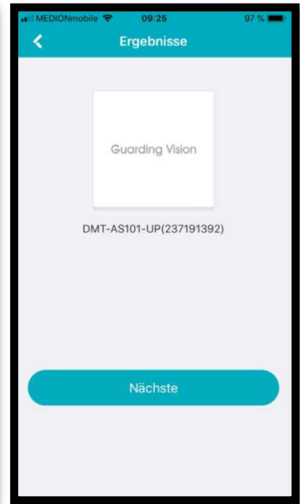 MEDIONmobile 09:25 97 %
Ergebnisse
Guarding Vision
DMT-AS101-UP(237191392)
Nächste